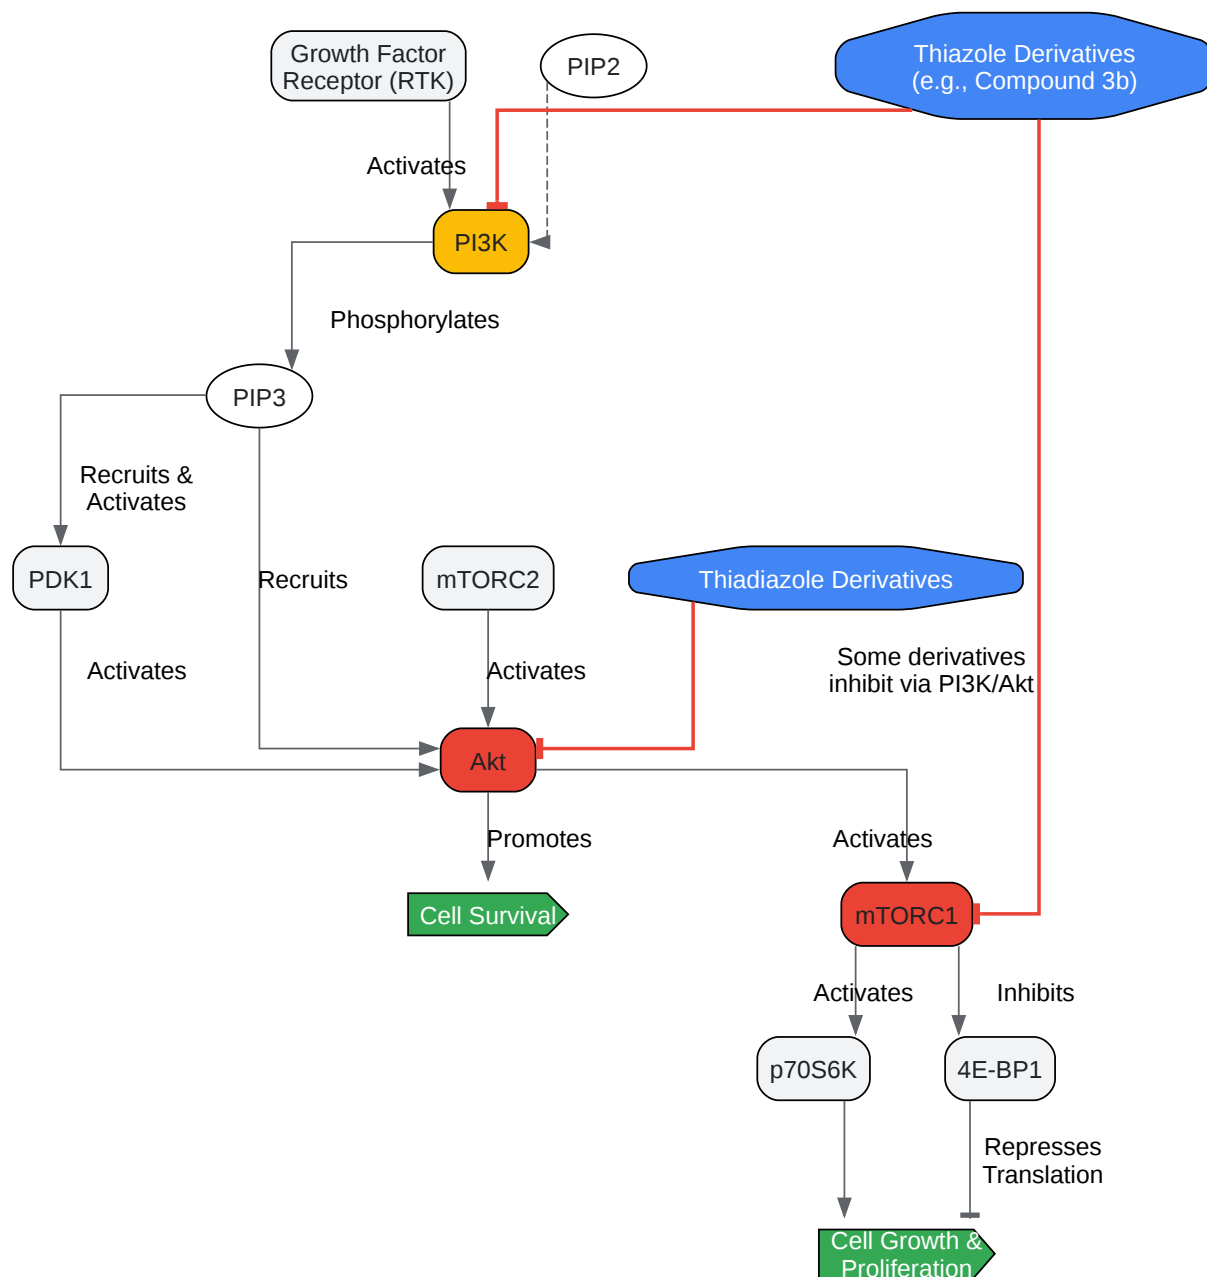 Growth Factor
Receptor (RTK)
PIP2
Thiazole Derivatives
(e.g., Compound 3b)
Activates
PI3K
Phosphorylates
PIP3
Recruits &
Activates
PDK1
Recruits
mTORC2
Thiadiazole Derivatives
Activates
Activates
Some derivatives
inhibit via PI3K/Akt
Akt
Promotes
Activates
Cell Survival
mTORC1
Activates
Inhibits
p70S6K
4E-BP1
Represses
Translation
Cell Growth &
Proliferation